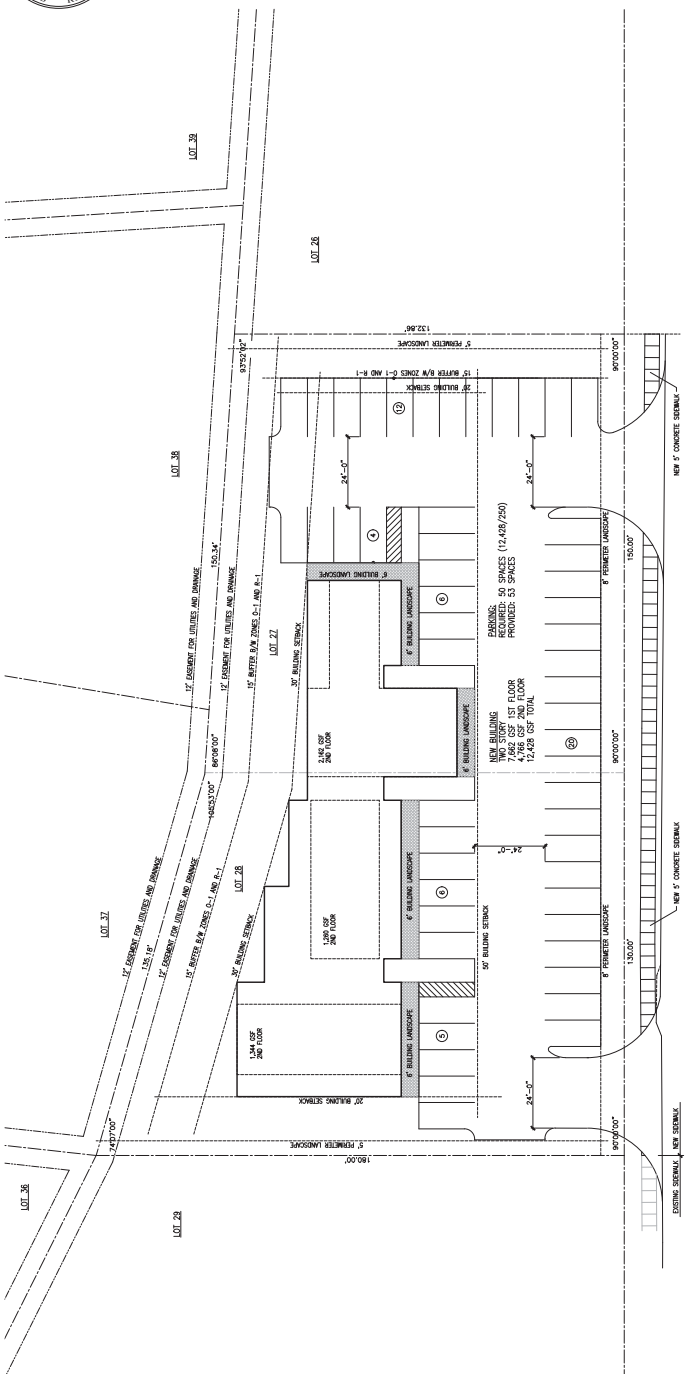 LOT 39
LOT 26
LOT 38
LOT 27
LOT 37
LOT 28
LOT 36
LOT 29
93°52'02"
132.86'
5' PERIMETER LANDSCAPE
15' BUFFER B/W ZONES O-1 AND R-1
20' BUILDING SETBACK
90°00'00"
NEW 5' CONCRETE SIDEWALK
12' EASEMENT FOR UTILITIES AND DRAINAGE
150.34'
12' EASEMENT FOR UTILITIES AND DRAINAGE
15' BUFFER B/W ZONES O-1 AND R-1
30' BUILDING SETBACK
86°08'00"
105°53'00"
12' EASEMENT FOR UTILITIES AND DRAINAGE
135.18'
12' EASEMENT FOR UTILITIES AND DRAINAGE
15' BUFFER B/W ZONES O-1 AND R-1
30' BUILDING SETBACK
74°07'00"
24'-0"
12
24'-0"
4
6' BUILDING LANDSCAPE
6' BUILDING LANDSCAPE
6
2,142 GSF
2ND FLOOR
6' BUILDING LANDSCAPE
PARKING:
REQUIRED: 50 SPACES (12,428/250)
PROVIDED: 53 SPACES
NEW BUILDING
TWO STORY
7,662 GSF 1ST FLOOR
4,766 GSF 2ND FLOOR
12,428 GSF TOTAL
8' PERIMETER LANDSCAPE
150.00'
20
90°00'00"
1,280 GSF
2ND FLOOR
6' BUILDING LANDSCAPE
6
24'-0"
50' BUILDING SETBACK
8' PERIMETER LANDSCAPE
130.00'
NEW 5' CONCRETE SIDEWALK
1,344 GSF
2ND FLOOR
6' BUILDING LANDSCAPE
5
20' BUILDING SETBACK
24'-0"
5' PERIMETER LANDSCAPE
180.00'
90°00'00"
EXISTING SIDEWALK
NEW SIDEWALK